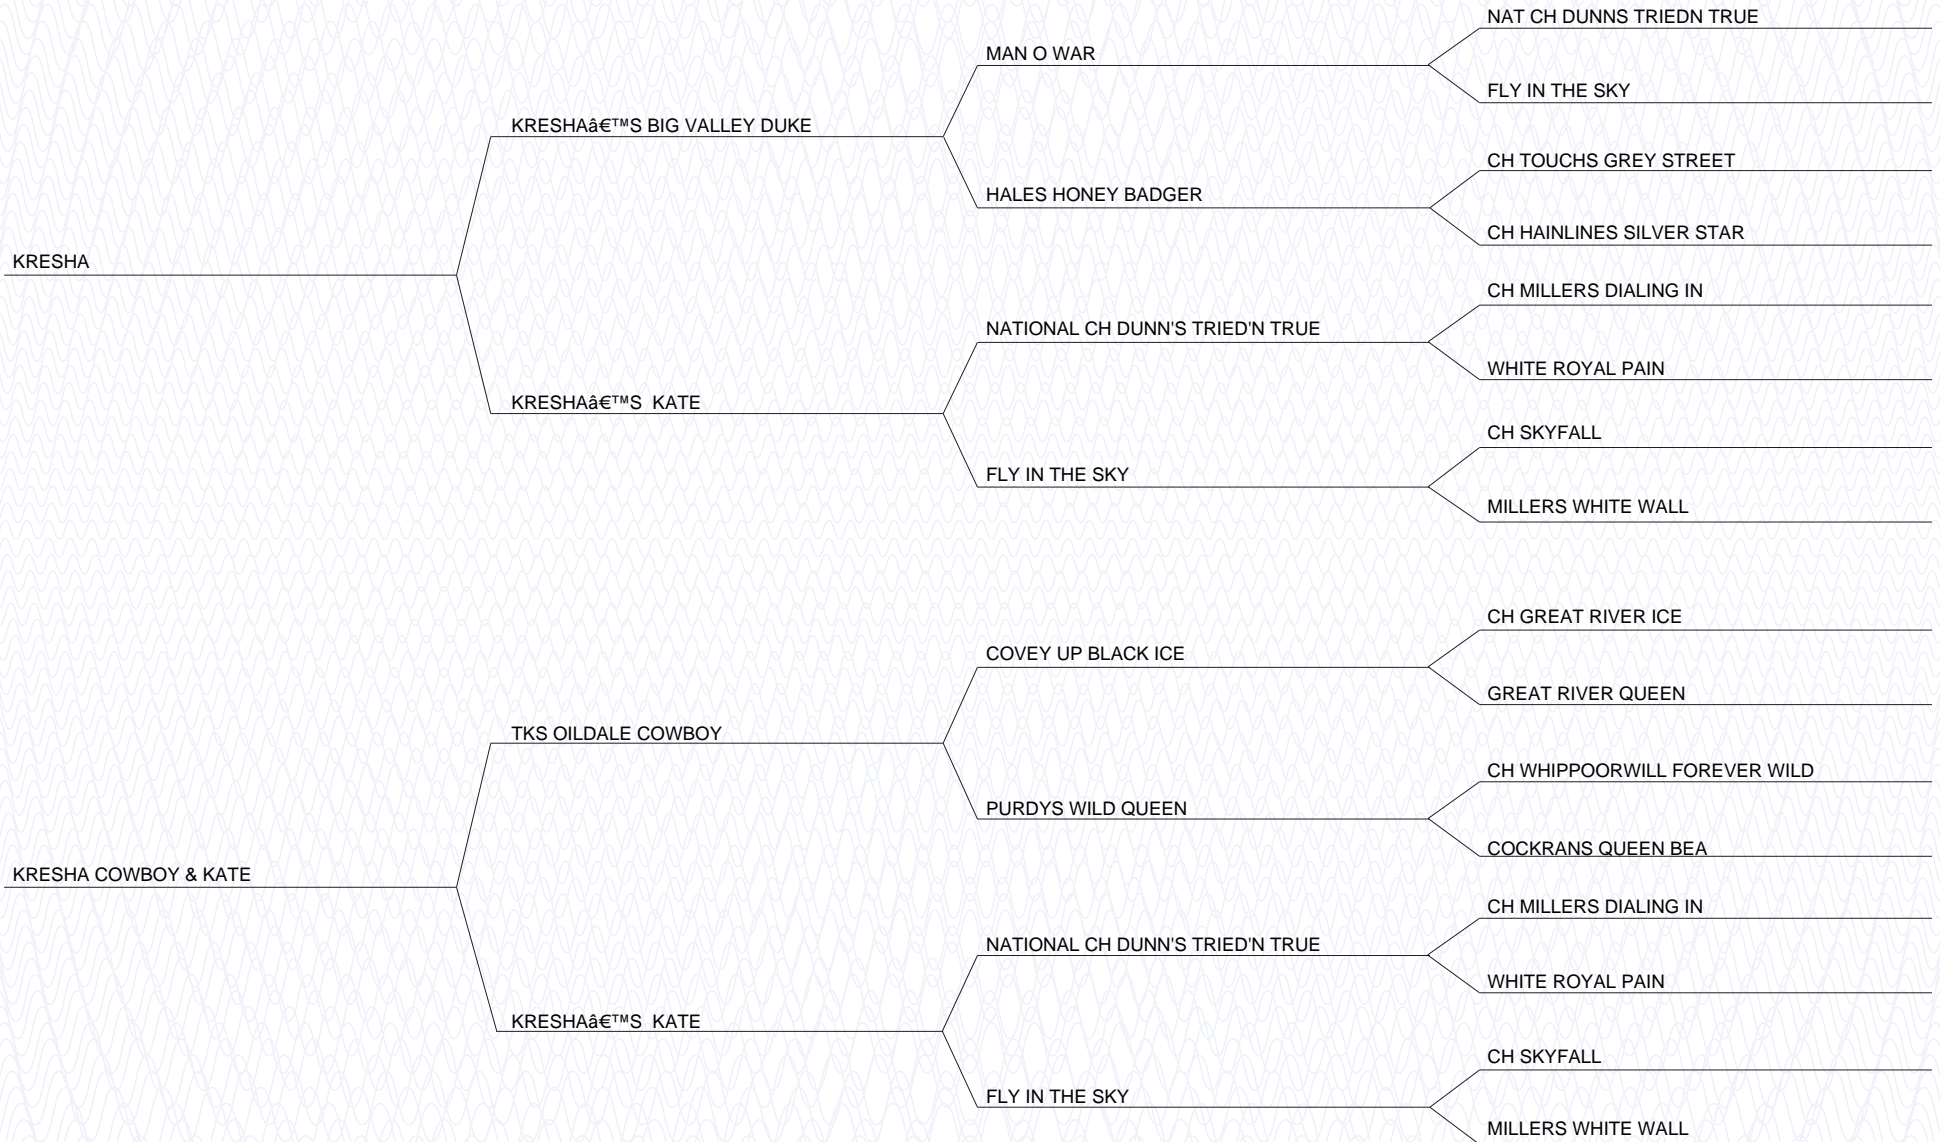 NAT CH DUNNS TRIEDN TRUE
MAN O WAR
FLY IN THE SKY
KRESHAâ€™S BIG VALLEY DUKE
CH TOUCHS GREY STREET
HALES HONEY BADGER
CH HAINLINES SILVER STAR
KRESHA
CH MILLERS DIALING IN
NATIONAL CH DUNN'S TRIED'N TRUE
WHITE ROYAL PAIN
KRESHAâ€™S  KATE
CH SKYFALL
FLY IN THE SKY
MILLERS WHITE WALL
CH GREAT RIVER ICE
COVEY UP BLACK ICE
GREAT RIVER QUEEN
TKS OILDALE COWBOY
CH WHIPPOORWILL FOREVER WILD
PURDYS WILD QUEEN
COCKRANS QUEEN BEA
KRESHA COWBOY & KATE
CH MILLERS DIALING IN
NATIONAL CH DUNN'S TRIED'N TRUE
WHITE ROYAL PAIN
KRESHAâ€™S  KATE
CH SKYFALL
FLY IN THE SKY
MILLERS WHITE WALL